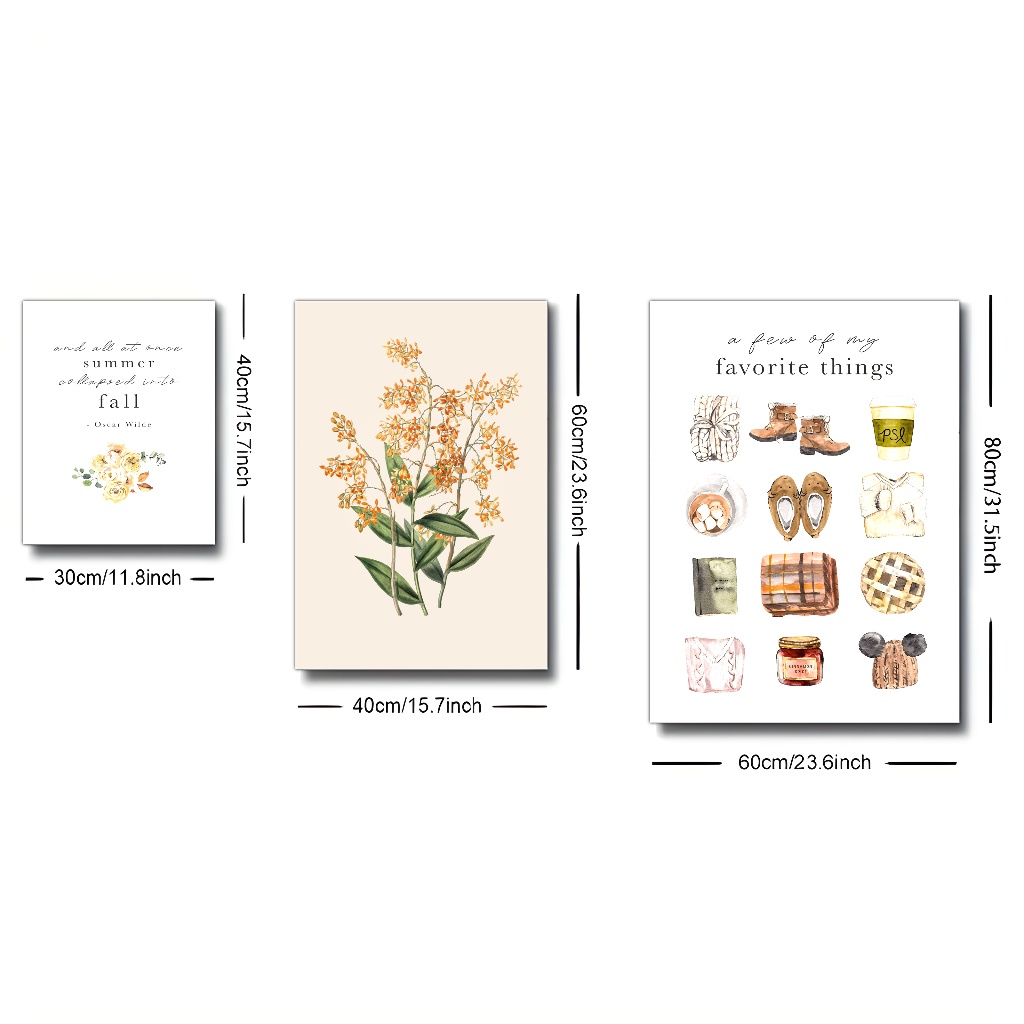 and all at once
summer
collapsed into
fall
- Oscar Wilde
40cm/15.7inch
30cm/11.8inch
60cm/23.6inch
40cm/15.7inch
a few of my
favorite things
PSL
CINNAMON
80cm/31.5inch
60cm/23.6inch